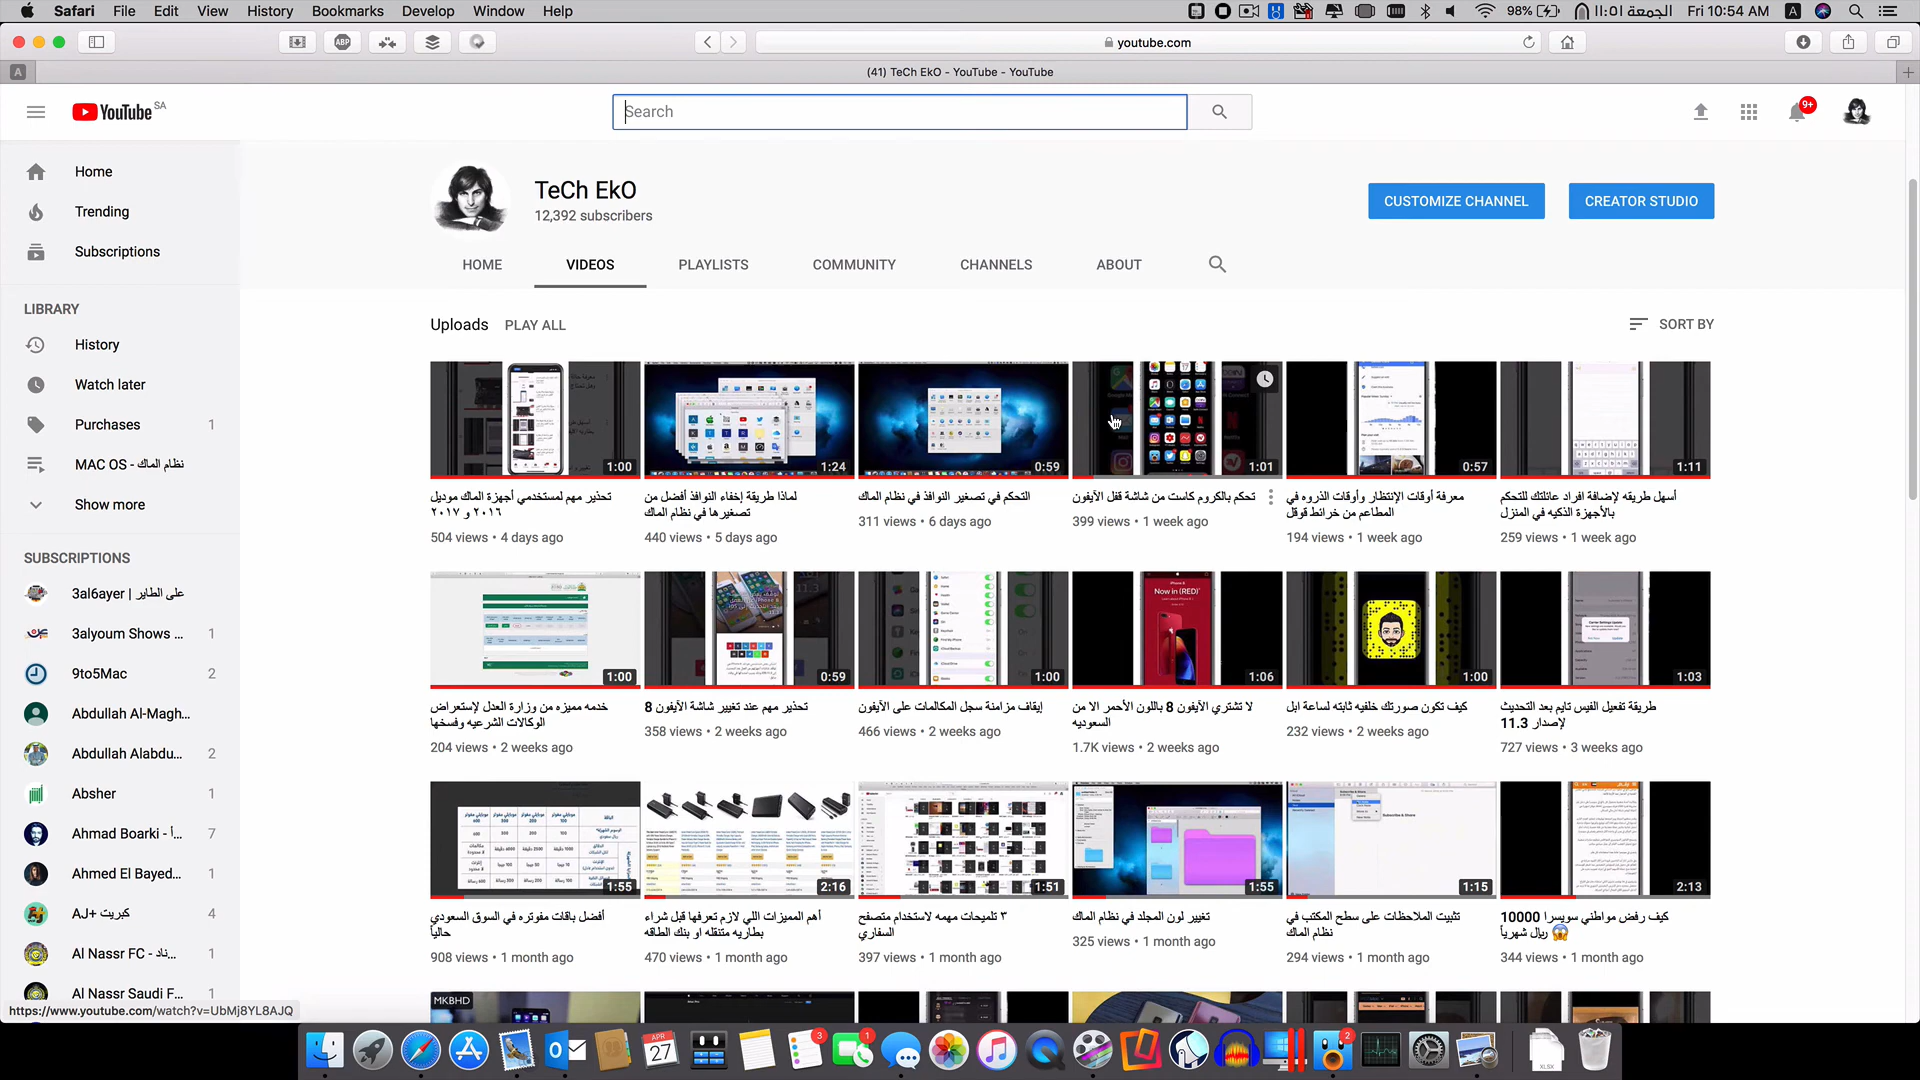 Safari File Edit View History Bookmarks Develop Window Help
98% الجمعة ١١:٥١ Fri 10:54 AM A
ABP
youtube.com
A
(41) TeCh EkO - YouTube - YouTube
YouTube SA
Search
9+
Home
Trending
Subscriptions
LIBRARY
History
Watch later
Purchases 1
MAC OS - نظام الماك
Show more
SUBSCRIPTIONS
3al6ayer | على الطاير
3alyoum Shows ... 1
9to5Mac 2
Abdullah Al-Magh...
Abdullah Alabdu... 2
Absher 1
Ahmad Boarki - أ... 7
Ahmed El Bayed... 1
AJ+ كبريت 4
Al Nassr FC - ناد... 1
Al Nassr Saudi F... 1
https://www.youtube.com/watch?v=UbMj8YL8AJQ
TeCh EkO
12,392 subscribers
CUSTOMIZE CHANNEL
CREATOR STUDIO
HOME VIDEOS PLAYLISTS COMMUNITY CHANNELS ABOUT
Uploads PLAY ALL
SORT BY
1:00
تحذير مهم لمستخدمي أجهزة الماك موديل
٢٠١٦ و ٢٠١٧
504 views • 4 days ago
1:24
لماذا طريقة إخفاء النوافذ أفضل من
تصغيرها في نظام الماك
440 views • 5 days ago
0:59
التحكم في تصغير النوافذ في نظام الماك
311 views • 6 days ago
1:01
تحكم بالكروم كاست من شاشة قفل الآيفون
399 views • 1 week ago
0:57
معرفة أوقات الإنتظار وأوقات الذروه في
المطاعم من خرائط قوقل
194 views • 1 week ago
1:11
أسهل طريقه لإضافة افراد عائلتك للتحكم
بالأجهزة الذكيه في المنزل
259 views • 1 week ago
1:00
خدمه مميزه من وزارة العدل لإستعراض
الوكالات الشرعيه وفسخها
204 views • 2 weeks ago
0:59
تحذير مهم عند تغيير شاشة الآيفون 8
358 views • 2 weeks ago
1:00
إيقاف مزامنة سجل المكالمات على الآيفون
466 views • 2 weeks ago
iPhone 8
Now in (RED)
1:06
لا تشتري الآيفون 8 باللون الأحمر الا من
السعوديه
1.7K views • 2 weeks ago
1:00
كيف تكون صورتك خلفيه ثابته لساعة ابل
232 views • 2 weeks ago
1:03
طريقة تفعيل الفيس تايم بعد التحديث
لإصدار 11.3
727 views • 3 weeks ago
1:55
أفضل باقات مفوتره في السوق السعودي
حالياً
908 views • 1 month ago
2:16
أهم المميزات اللي لازم تعرفها قبل شراء
بطاريه متنقله او بنك الطاقه
470 views • 1 month ago
1:51
٣ تلميحات مهمه لاستخدام متصفح
السفاري
397 views • 1 month ago
1:55
تغيير لون المجلد في نظام الماك
325 views • 1 month ago
1:15
تثبيت الملاحظات على سطح المكتب في
نظام الماك
294 views • 1 month ago
2:13
كيف رفض مواطني سويسرا 10000
ريال شهرياً 😱
344 views • 1 month ago
MKBHD
APR
27
3
1
2
XLSX